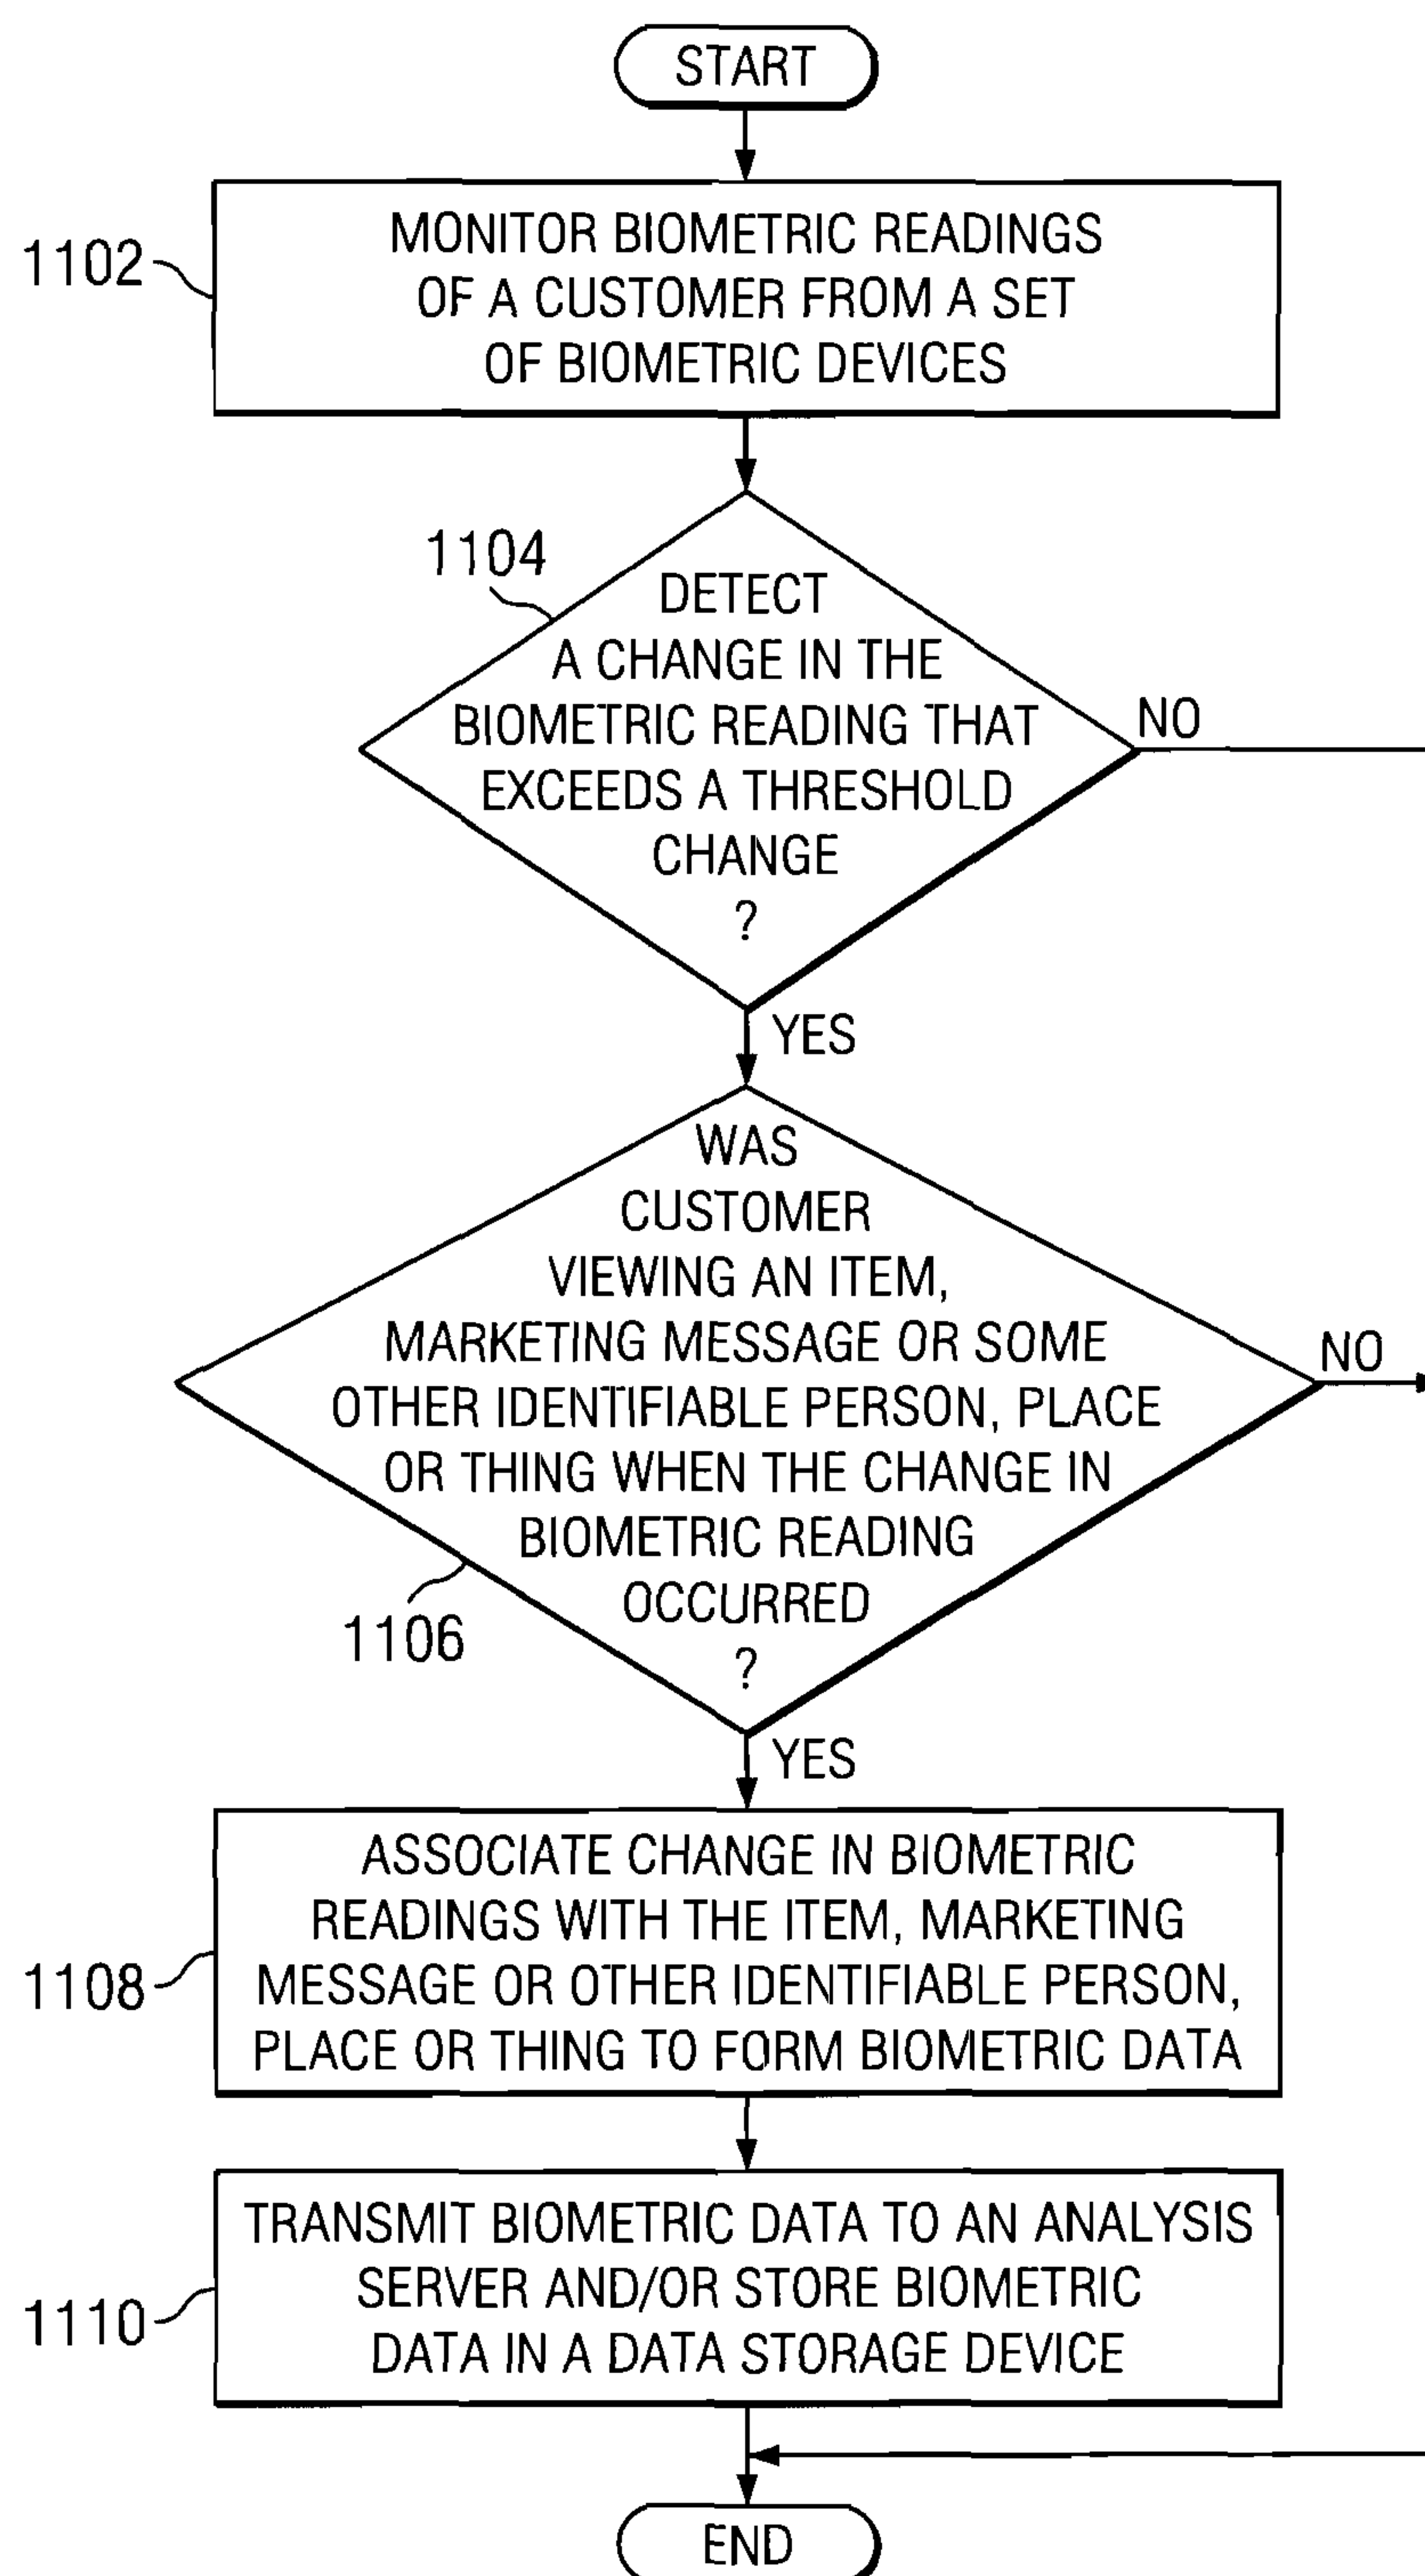 START
1102
MONITOR BIOMETRIC READINGS
OF A CUSTOMER FROM A SET
OF BIOMETRIC DEVICES
1104
DETECT
A CHANGE IN THE
BIOMETRIC READING THAT
EXCEEDS A THRESHOLD
CHANGE
?
NO
YES
WAS
CUSTOMER
VIEWING AN ITEM,
MARKETING MESSAGE OR SOME
OTHER IDENTIFIABLE PERSON, PLACE
OR THING WHEN THE CHANGE IN
BIOMETRIC READING
OCCURRED
?
NO
1106
YES
1108
ASSOCIATE CHANGE IN BIOMETRIC
READINGS WITH THE ITEM, MARKETING
MESSAGE OR OTHER IDENTIFIABLE PERSON,
PLACE OR THING TO FORM BIOMETRIC DATA
1110
TRANSMIT BIOMETRIC DATA TO AN ANALYSIS
SERVER AND/OR STORE BIOMETRIC
DATA IN A DATA STORAGE DEVICE
END